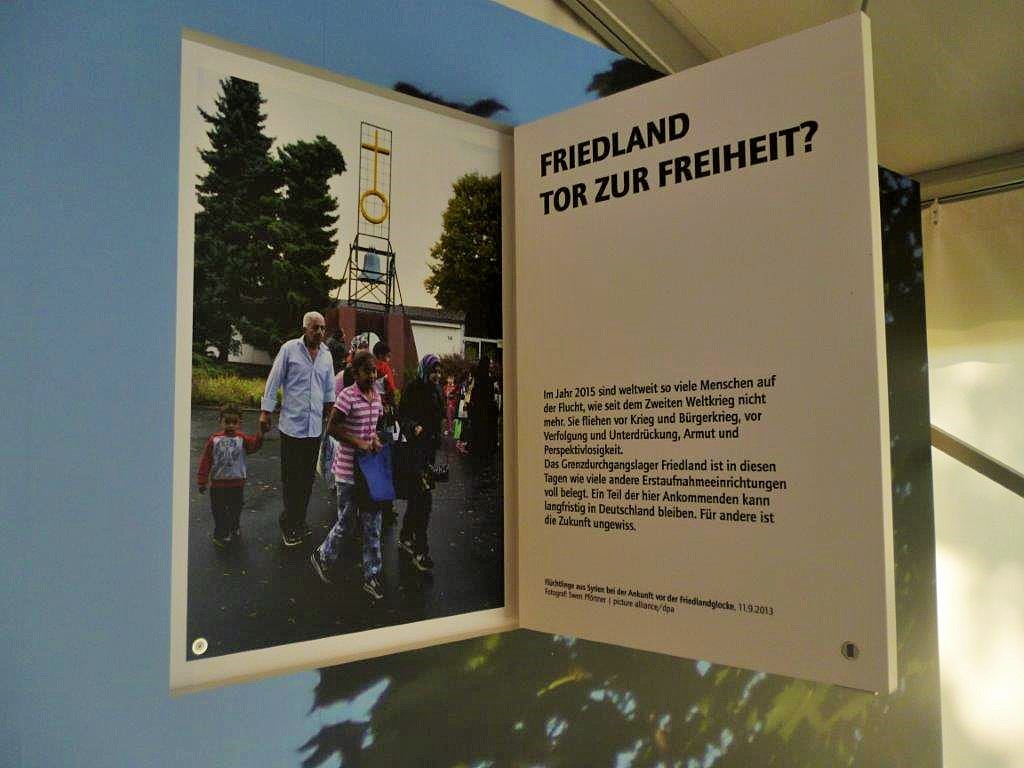 FRIEDLAND
TOR ZUR FREIHEIT?
Im Jahr 2015 sind weltweit so viele Menschen auf
der Flucht, wie seit dem Zweiten Weltkrieg nicht
mehr. Sie fliehen vor Krieg und Bürgerkrieg, vor
Verfolgung und Unterdrückung, Armut und
Perspektivlosigkeit.
Das Grenzdurchgangslager Friedland ist in diesen
Tagen wie viele andere Erstaufnahmeeinrichtungen
voll belegt. Ein Teil der hier Ankommenden kann
langfristig in Deutschland bleiben. Für andere ist
die Zukunft ungewiss.
Flüchtlinge aus Syrien bei der Ankunft vor der Friedlandglocke, 11.9.2013
Fotograf: Swen Pförtner | picture alliance/dpa